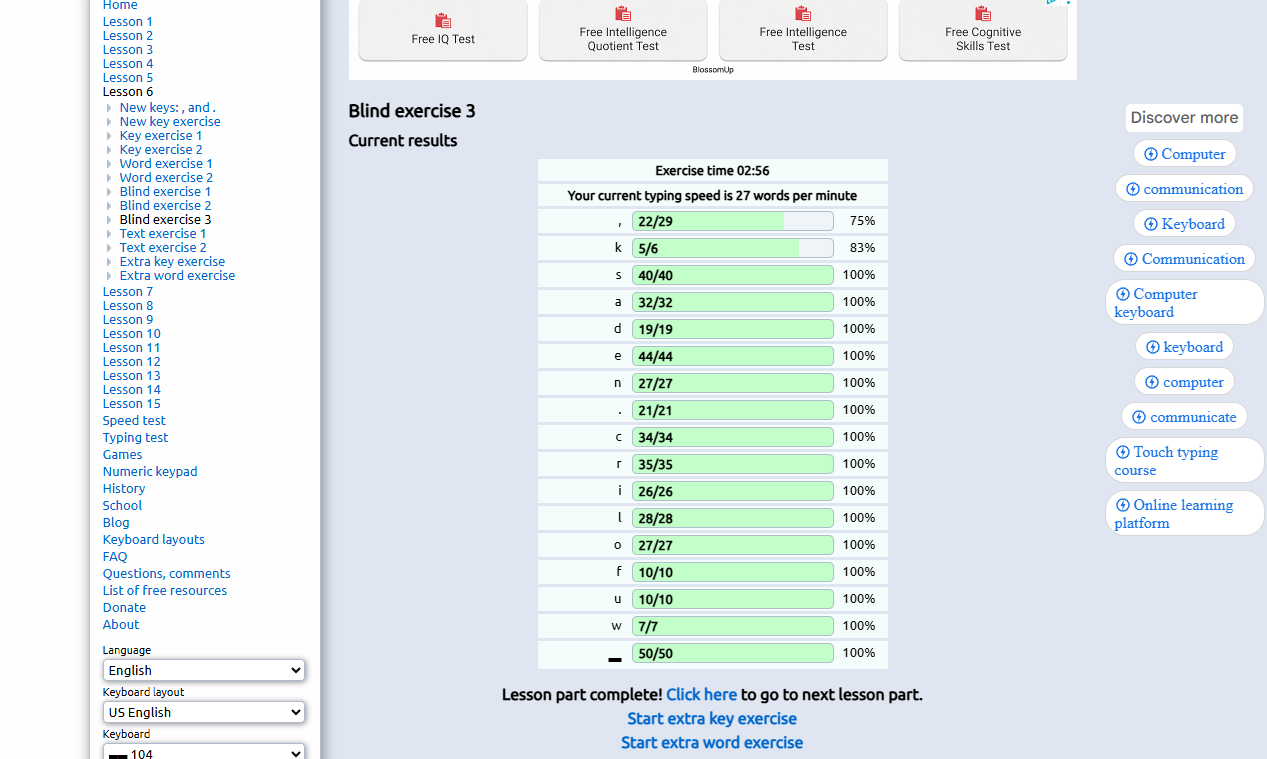 Home
Lesson 1
Lesson 2
Lesson 3
Lesson 4
Lesson 5
Lesson 6
New keys: , and .
New key exercise
Key exercise 1
Key exercise 2
Word exercise 1
Word exercise 2
Blind exercise 1
Blind exercise 2
Blind exercise 3
Text exercise 1
Text exercise 2
Extra key exercise
Extra word exercise
Lesson 7
Lesson 8
Lesson 9
Lesson 10
Lesson 11
Lesson 12
Lesson 13
Lesson 14
Lesson 15
Speed test
Typing test
Games
Numeric keypad
History
School
Blog
Keyboard layouts
FAQ
Questions, comments
List of free resources
Donate
About
Language
English
Keyboard layout
US English
Keyboard
104
Free IQ Test
Free Intelligence
Quotient Test
Free Intelligence
Test
Free Cognitive
Skills Test
BlossomUp
Blind exercise 3
Current results
Exercise time 02:56
Your current typing speed is 27 words per minute
, 22/29 75%
k 5/6 83%
s 40/40 100%
a 32/32 100%
d 19/19 100%
e 44/44 100%
n 27/27 100%
. 21/21 100%
c 34/34 100%
r 35/35 100%
i 26/26 100%
l 28/28 100%
o 27/27 100%
f 10/10 100%
u 10/10 100%
w 7/7 100%
▂ 50/50 100%
Lesson part complete! Click here to go to next lesson part.
Start extra key exercise
Start extra word exercise
Discover more
Computer
communication
Keyboard
Communication
Computer
keyboard
keyboard
computer
communicate
Touch typing
course
Online learning
platform